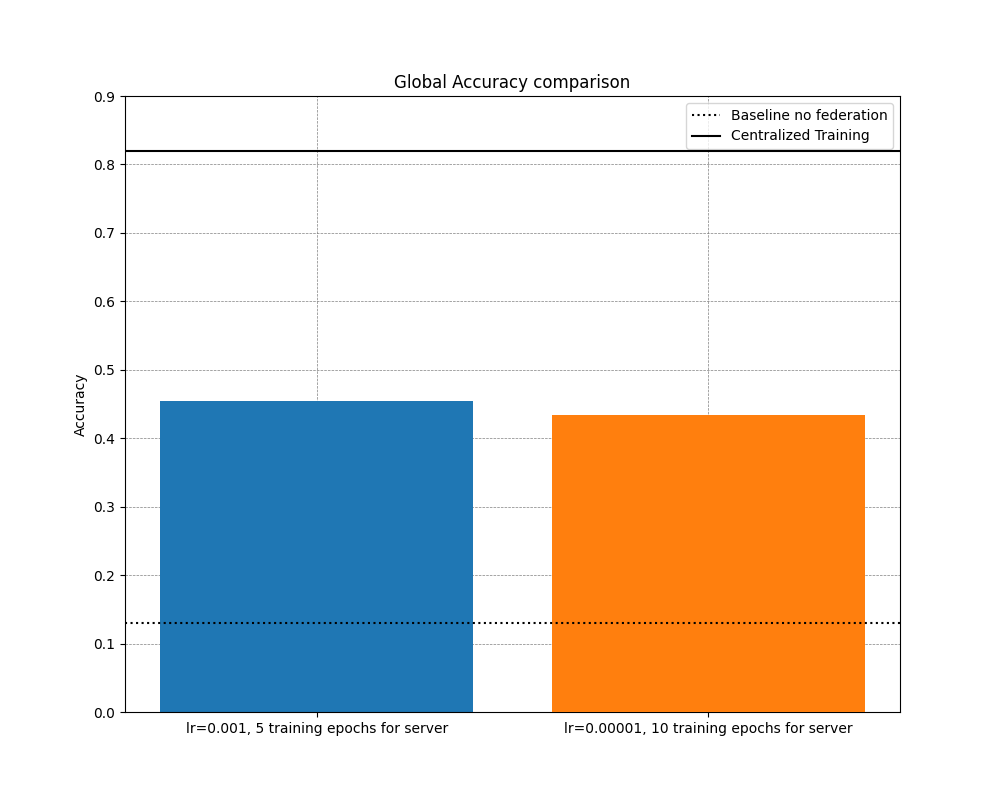 Global Accuracy comparison
Baseline no federation
Centralized Training
Accuracy
0.9
0.8
0.7
0.6
0.5
0.4
0.3
0.2
0.1
0.0
lr=0.001, 5 training epochs for server
lr=0.00001, 10 training epochs for server